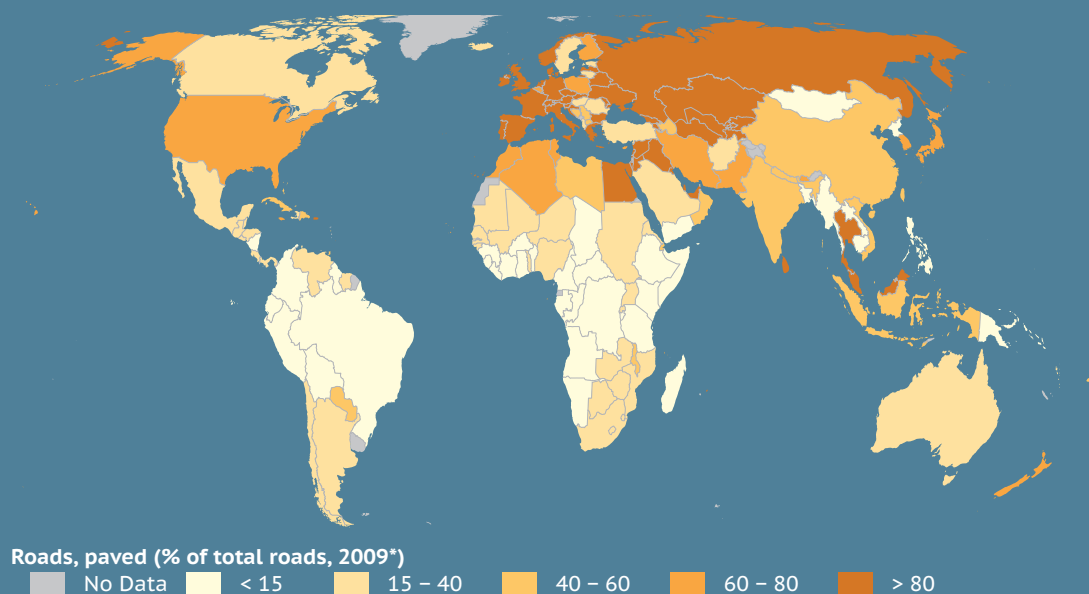 Roads, paved (% of total roads, 2009*)
No Data < 15 15 – 40 40 – 60 60 – 80 > 80